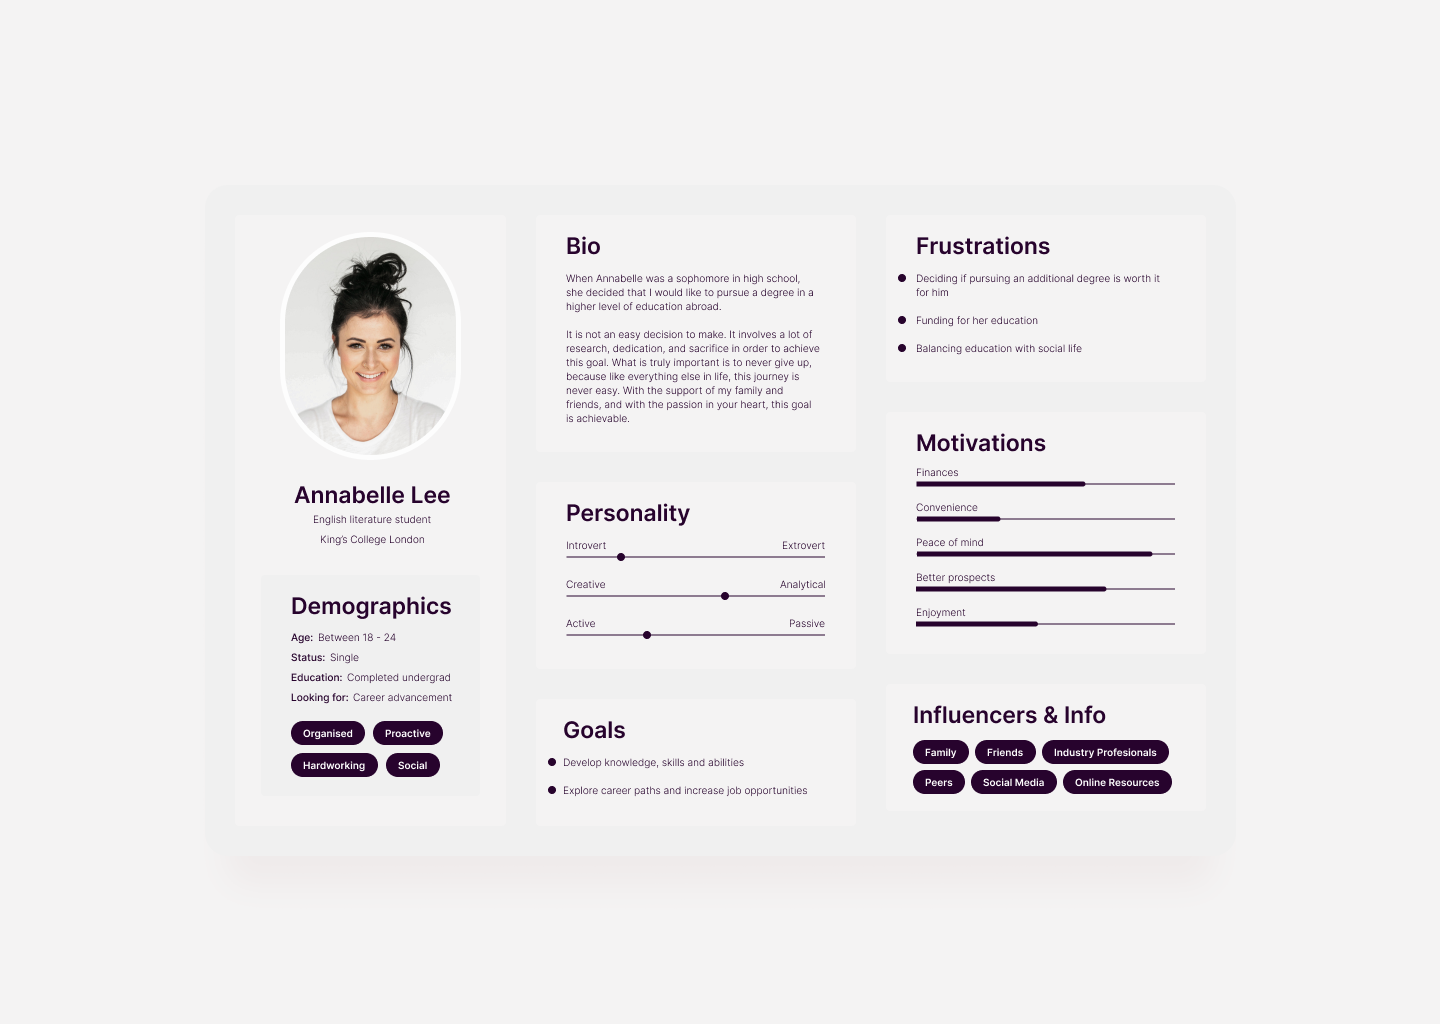 Annabelle Lee
English literature student
King's College London
Demographics
Age: Between 18 - 24
Status: Single
Education: Completed undergrad
Looking for: Career advancement
Organised Proactive
Hardworking Social
Bio
When Annabelle was a sophomore in high school,
she decided that I would like to pursue a degree in a
higher level of education abroad.
It is not an easy decision to make. It involves a lot of
research, dedication, and sacrifice in order to achieve
this goal. What is truly important is to never give up,
because like everything else in life, this journey is
never easy. With the support of my family and
friends, and with the passion in your heart, this goal
is achievable.
Personality
Introvert Extrovert
Creative Analytical
Active Passive
Goals
Develop knowledge, skills and abilities
Explore career paths and increase job opportunities
Frustrations
Deciding if pursuing an additional degree is worth it
for him
Funding for her education
Balancing education with social life
Motivations
Finances
Convenience
Peace of mind
Better prospects
Enjoyment
Influencers & Info
Family Friends Industry Profesionals
Peers Social Media Online Resources